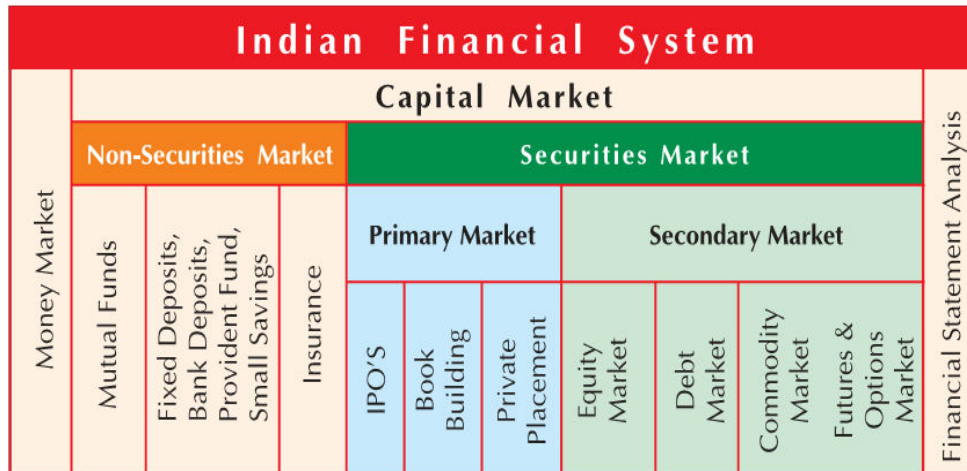 Indian Financial System
Money Market
Capital Market
Non-Securities Market
Mutual Funds
Fixed Deposits,
Bank Deposits,
Provident Fund,
Small Savings
Insurance
Securities Market
Primary Market
IPO'S
Book
Building
Private
Placement
Secondary Market
Equity
Market
Debt
Market
Commodity
Market
Futures &
Options
Market
Financial Statement Analysis